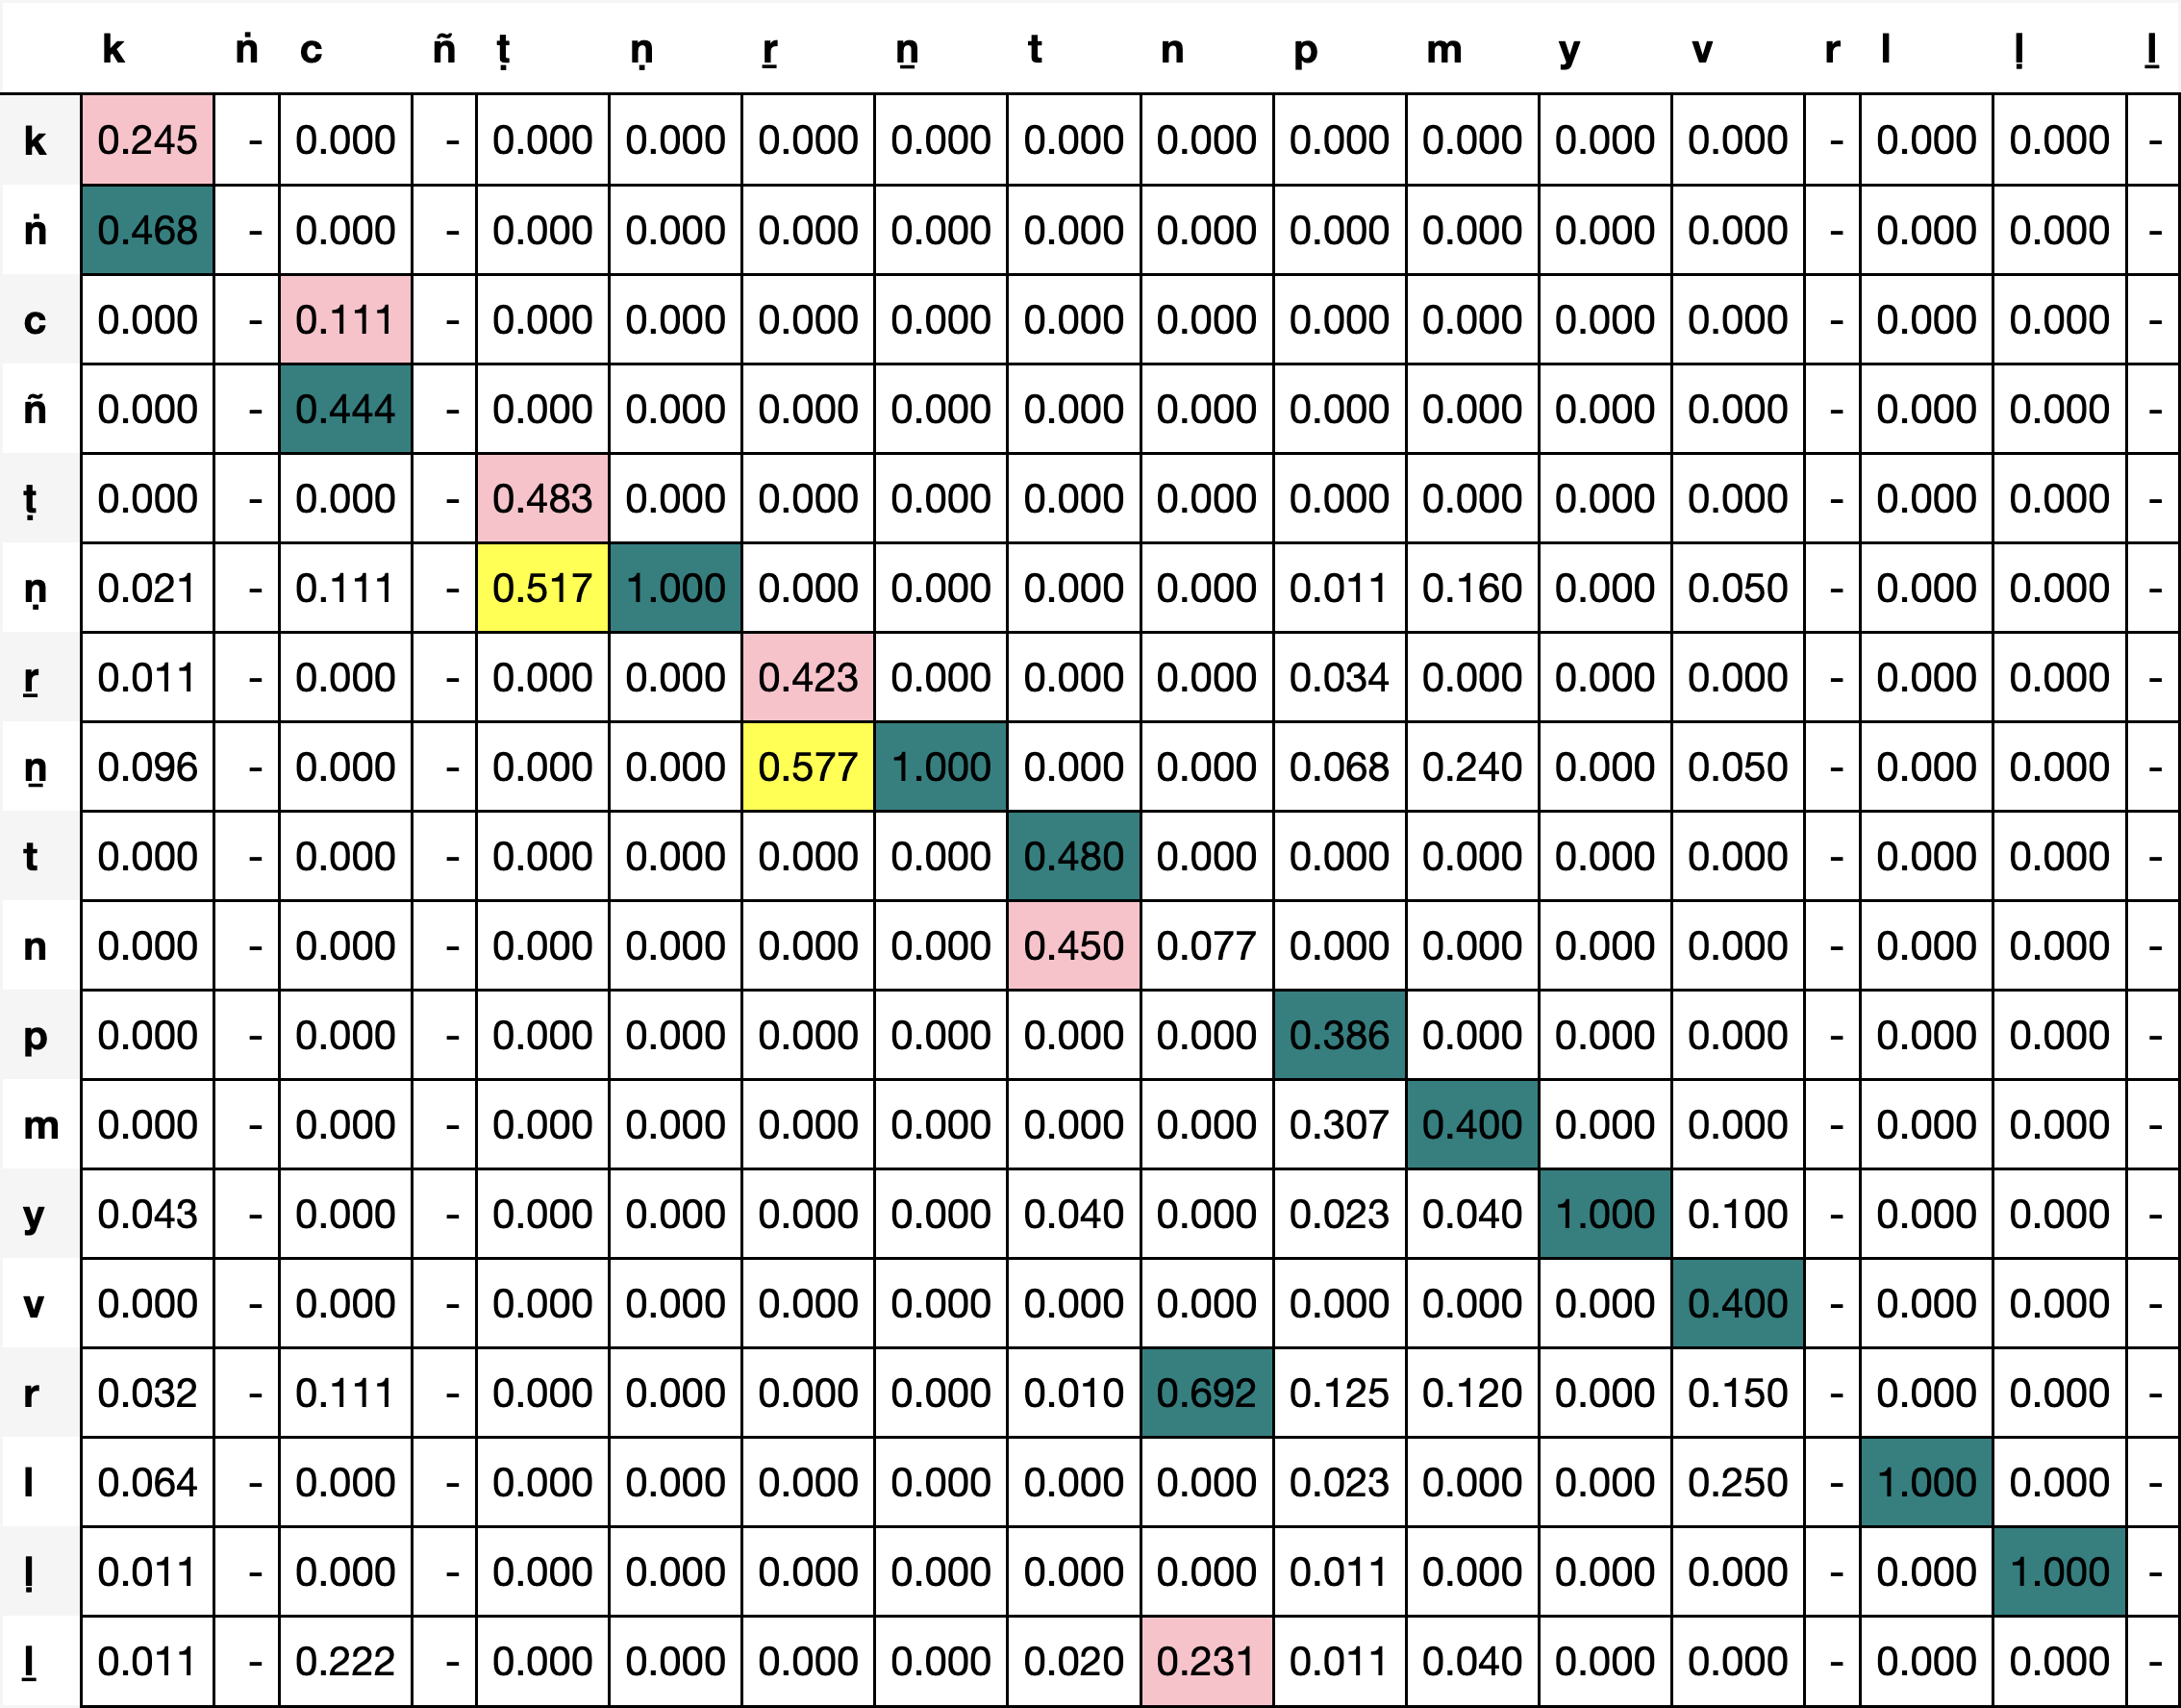 k ṅ c ñ ṭ ṇ ṟ ṉ t n p m y v r l ḷ ḻ
k 0.245 - 0.000 - 0.000 0.000 0.000 0.000 0.000 0.000 0.000 0.000 0.000 0.000 - 0.000 0.000 -
ṅ 0.468 - 0.000 - 0.000 0.000 0.000 0.000 0.000 0.000 0.000 0.000 0.000 0.000 - 0.000 0.000 -
c 0.000 - 0.111 - 0.000 0.000 0.000 0.000 0.000 0.000 0.000 0.000 0.000 0.000 - 0.000 0.000 -
ñ 0.000 - 0.444 - 0.000 0.000 0.000 0.000 0.000 0.000 0.000 0.000 0.000 0.000 - 0.000 0.000 -
ṭ 0.000 - 0.000 - 0.483 0.000 0.000 0.000 0.000 0.000 0.000 0.000 0.000 0.000 - 0.000 0.000 -
ṇ 0.021 - 0.111 - 0.517 1.000 0.000 0.000 0.000 0.000 0.011 0.160 0.000 0.050 - 0.000 0.000 -
ṟ 0.011 - 0.000 - 0.000 0.000 0.423 0.000 0.000 0.000 0.034 0.000 0.000 0.000 - 0.000 0.000 -
ṉ 0.096 - 0.000 - 0.000 0.000 0.577 1.000 0.000 0.000 0.068 0.240 0.000 0.050 - 0.000 0.000 -
t 0.000 - 0.000 - 0.000 0.000 0.000 0.000 0.480 0.000 0.000 0.000 0.000 0.000 - 0.000 0.000 -
n 0.000 - 0.000 - 0.000 0.000 0.000 0.000 0.450 0.077 0.000 0.000 0.000 0.000 - 0.000 0.000 -
p 0.000 - 0.000 - 0.000 0.000 0.000 0.000 0.000 0.000 0.386 0.000 0.000 0.000 - 0.000 0.000 -
m 0.000 - 0.000 - 0.000 0.000 0.000 0.000 0.000 0.000 0.307 0.400 0.000 0.000 - 0.000 0.000 -
y 0.043 - 0.000 - 0.000 0.000 0.000 0.000 0.040 0.000 0.023 0.040 1.000 0.100 - 0.000 0.000 -
v 0.000 - 0.000 - 0.000 0.000 0.000 0.000 0.000 0.000 0.000 0.000 0.000 0.400 - 0.000 0.000 -
r 0.032 - 0.111 - 0.000 0.000 0.000 0.000 0.010 0.692 0.125 0.120 0.000 0.150 - 0.000 0.000 -
l 0.064 - 0.000 - 0.000 0.000 0.000 0.000 0.000 0.000 0.023 0.000 0.000 0.250 - 1.000 0.000 -
ḷ 0.011 - 0.000 - 0.000 0.000 0.000 0.000 0.000 0.000 0.011 0.000 0.000 0.000 - 0.000 1.000 -
ḻ 0.011 - 0.222 - 0.000 0.000 0.000 0.000 0.020 0.231 0.011 0.040 0.000 0.000 - 0.000 0.000 -